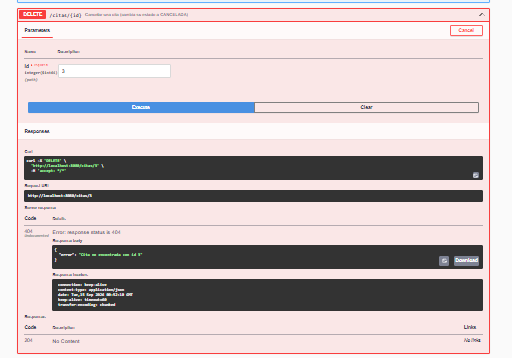 DELETE /citas/{id} Cancelar una cita (cambia su estado a CANCELADA)
Parameters
Cancel
Name Description
id * required
integer($int64)
(path)
3
Execute Clear
Responses
Curl
curl -X 'DELETE' \
'http://localhost:8080/citas/3' \
-H 'accept: */*'
Request URL
http://localhost:8080/citas/3
Server response
Code Details
404
Undocumented
Error: response status is 404
Response body
{
"error": "Cita no encontrada con id 3"
}
Download
Response headers
connection: keep-alive
content-type: application/json
keep-alive: timeout=60
transfer-encoding: chunked
Responses
Code Description Links
204 No Content No links